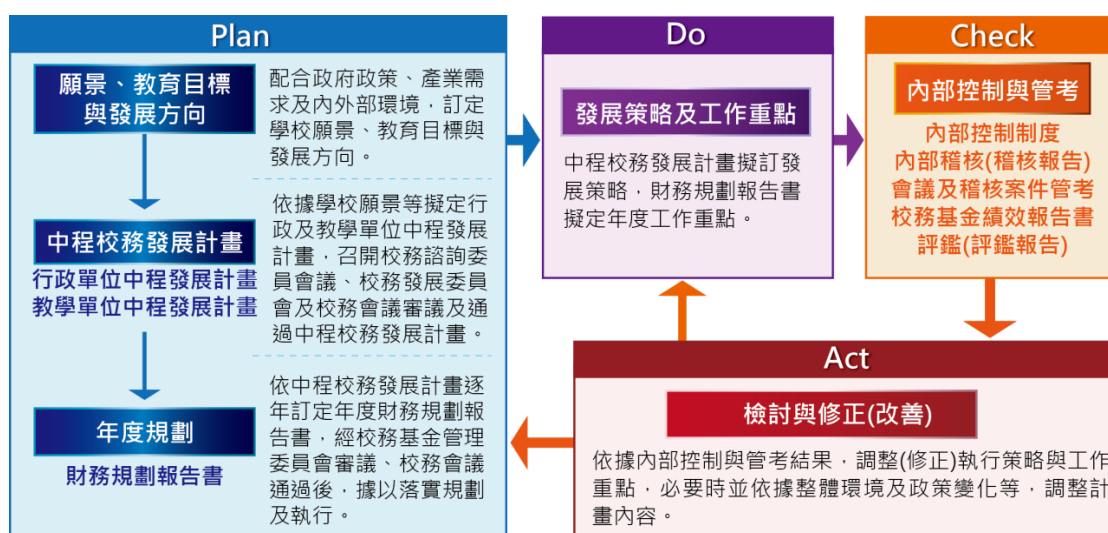 Plan
願景、教育目標
與發展方向
配合政府政策、產業需
求及內外部環境，訂定
學校願景、教育目標與
發展方向。
中程校務發展計畫
行政單位中程發展計畫
教學單位中程發展計畫
依據學校願景等擬定行
政及教學單位中程發展
計畫，召開校務諮詢委
員會議、校務發展委員
會及校務會議審議及通
過中程校務發展計畫。
年度規劃
財務規劃報告書
依中程校務發展計畫逐
年訂定年度財務規劃報
告書，經校務基金管理
委員會審議、校務會議
通過後，據以落實規劃
及執行。
Do
發展策略及工作重點
中程校務發展計畫擬訂發
展策略，財務規劃報告書
擬定年度工作重點。
Check
內部控制與管考
內部控制制度
內部稽核(稽核報告)
會議及稽核案件管考
校務基金績效報告書
評鑑(評鑑報告)
Act
檢討與修正(改善)
依據內部控制與管考結果，調整(修正)執行策略與工作
重點，必要時並依據整體環境及政策變化等，調整計
畫內容。